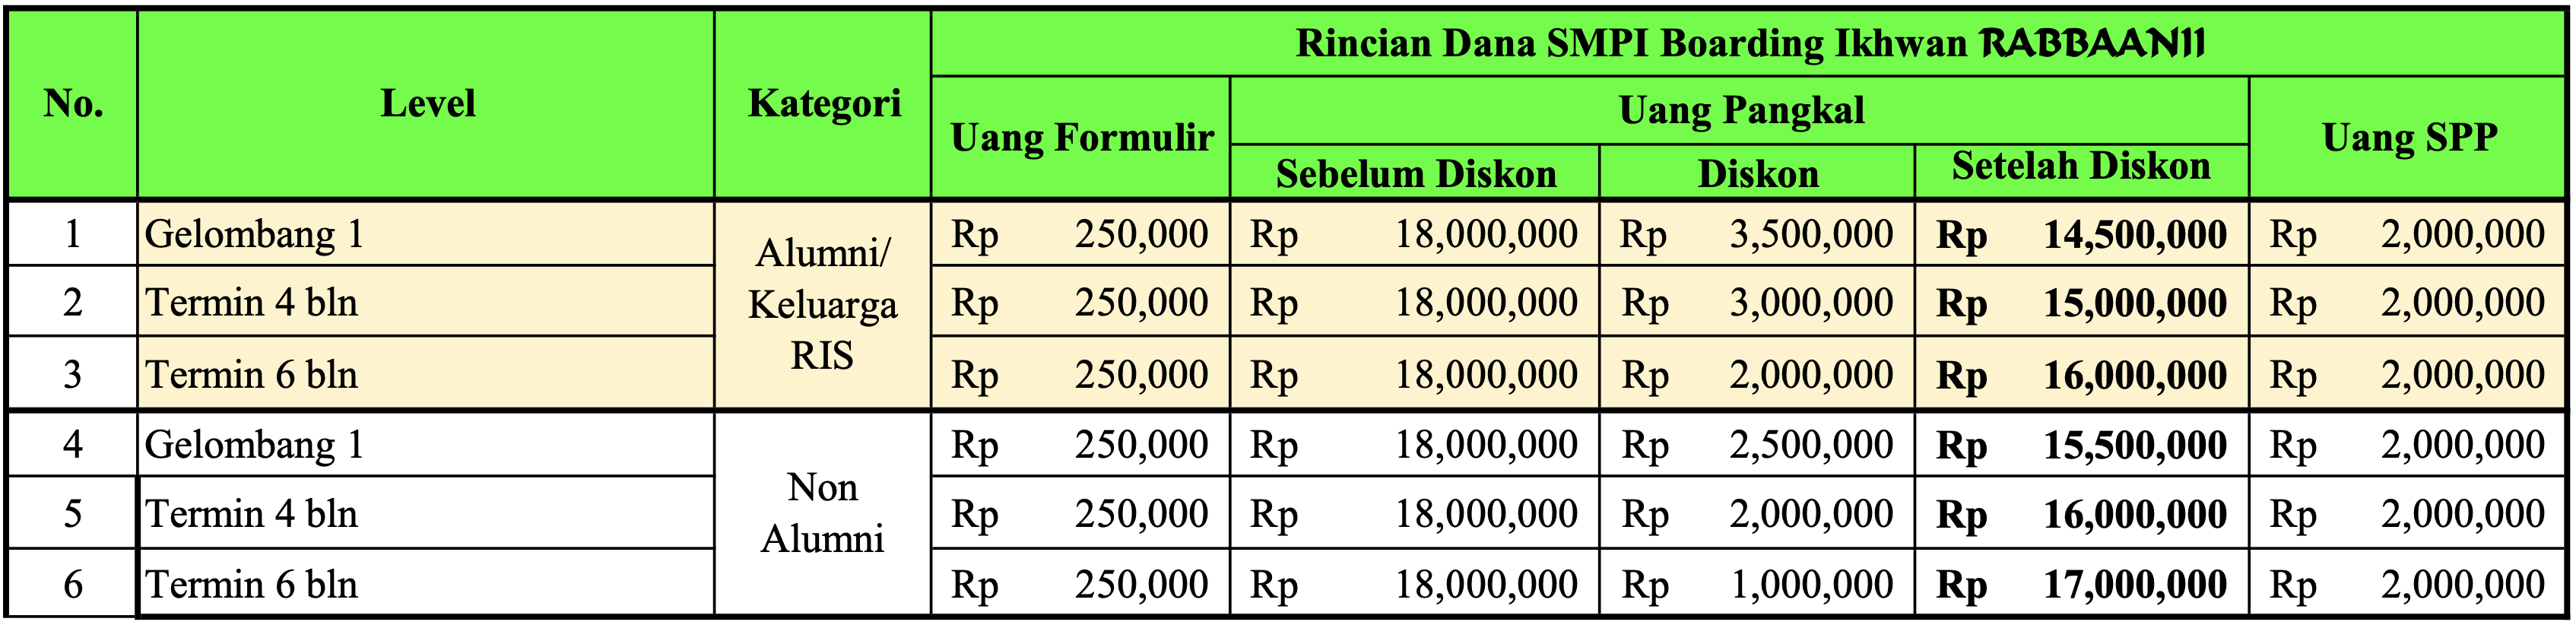 Rincian Dana SMPI Boarding Ikhwan RABBAANII
No. Level Kategori Uang Formulir Uang Pangkal Uang SPP
Sebelum Diskon Diskon Setelah Diskon
1 Gelombang 1 Rp 250,000 Rp 18,000,000 Rp 3,500,000 Rp 14,500,000 Rp 2,000,000
Alumni/
Keluarga
RIS
2 Termin 4 bln Rp 250,000 Rp 18,000,000 Rp 3,000,000 Rp 15,000,000 Rp 2,000,000
3 Termin 6 bln Rp 250,000 Rp 18,000,000 Rp 2,000,000 Rp 16,000,000 Rp 2,000,000
4 Gelombang 1 Rp 250,000 Rp 18,000,000 Rp 2,500,000 Rp 15,500,000 Rp 2,000,000
Non
Alumni
5 Termin 4 bln Rp 250,000 Rp 18,000,000 Rp 2,000,000 Rp 16,000,000 Rp 2,000,000
6 Termin 6 bln Rp 250,000 Rp 18,000,000 Rp 1,000,000 Rp 17,000,000 Rp 2,000,000